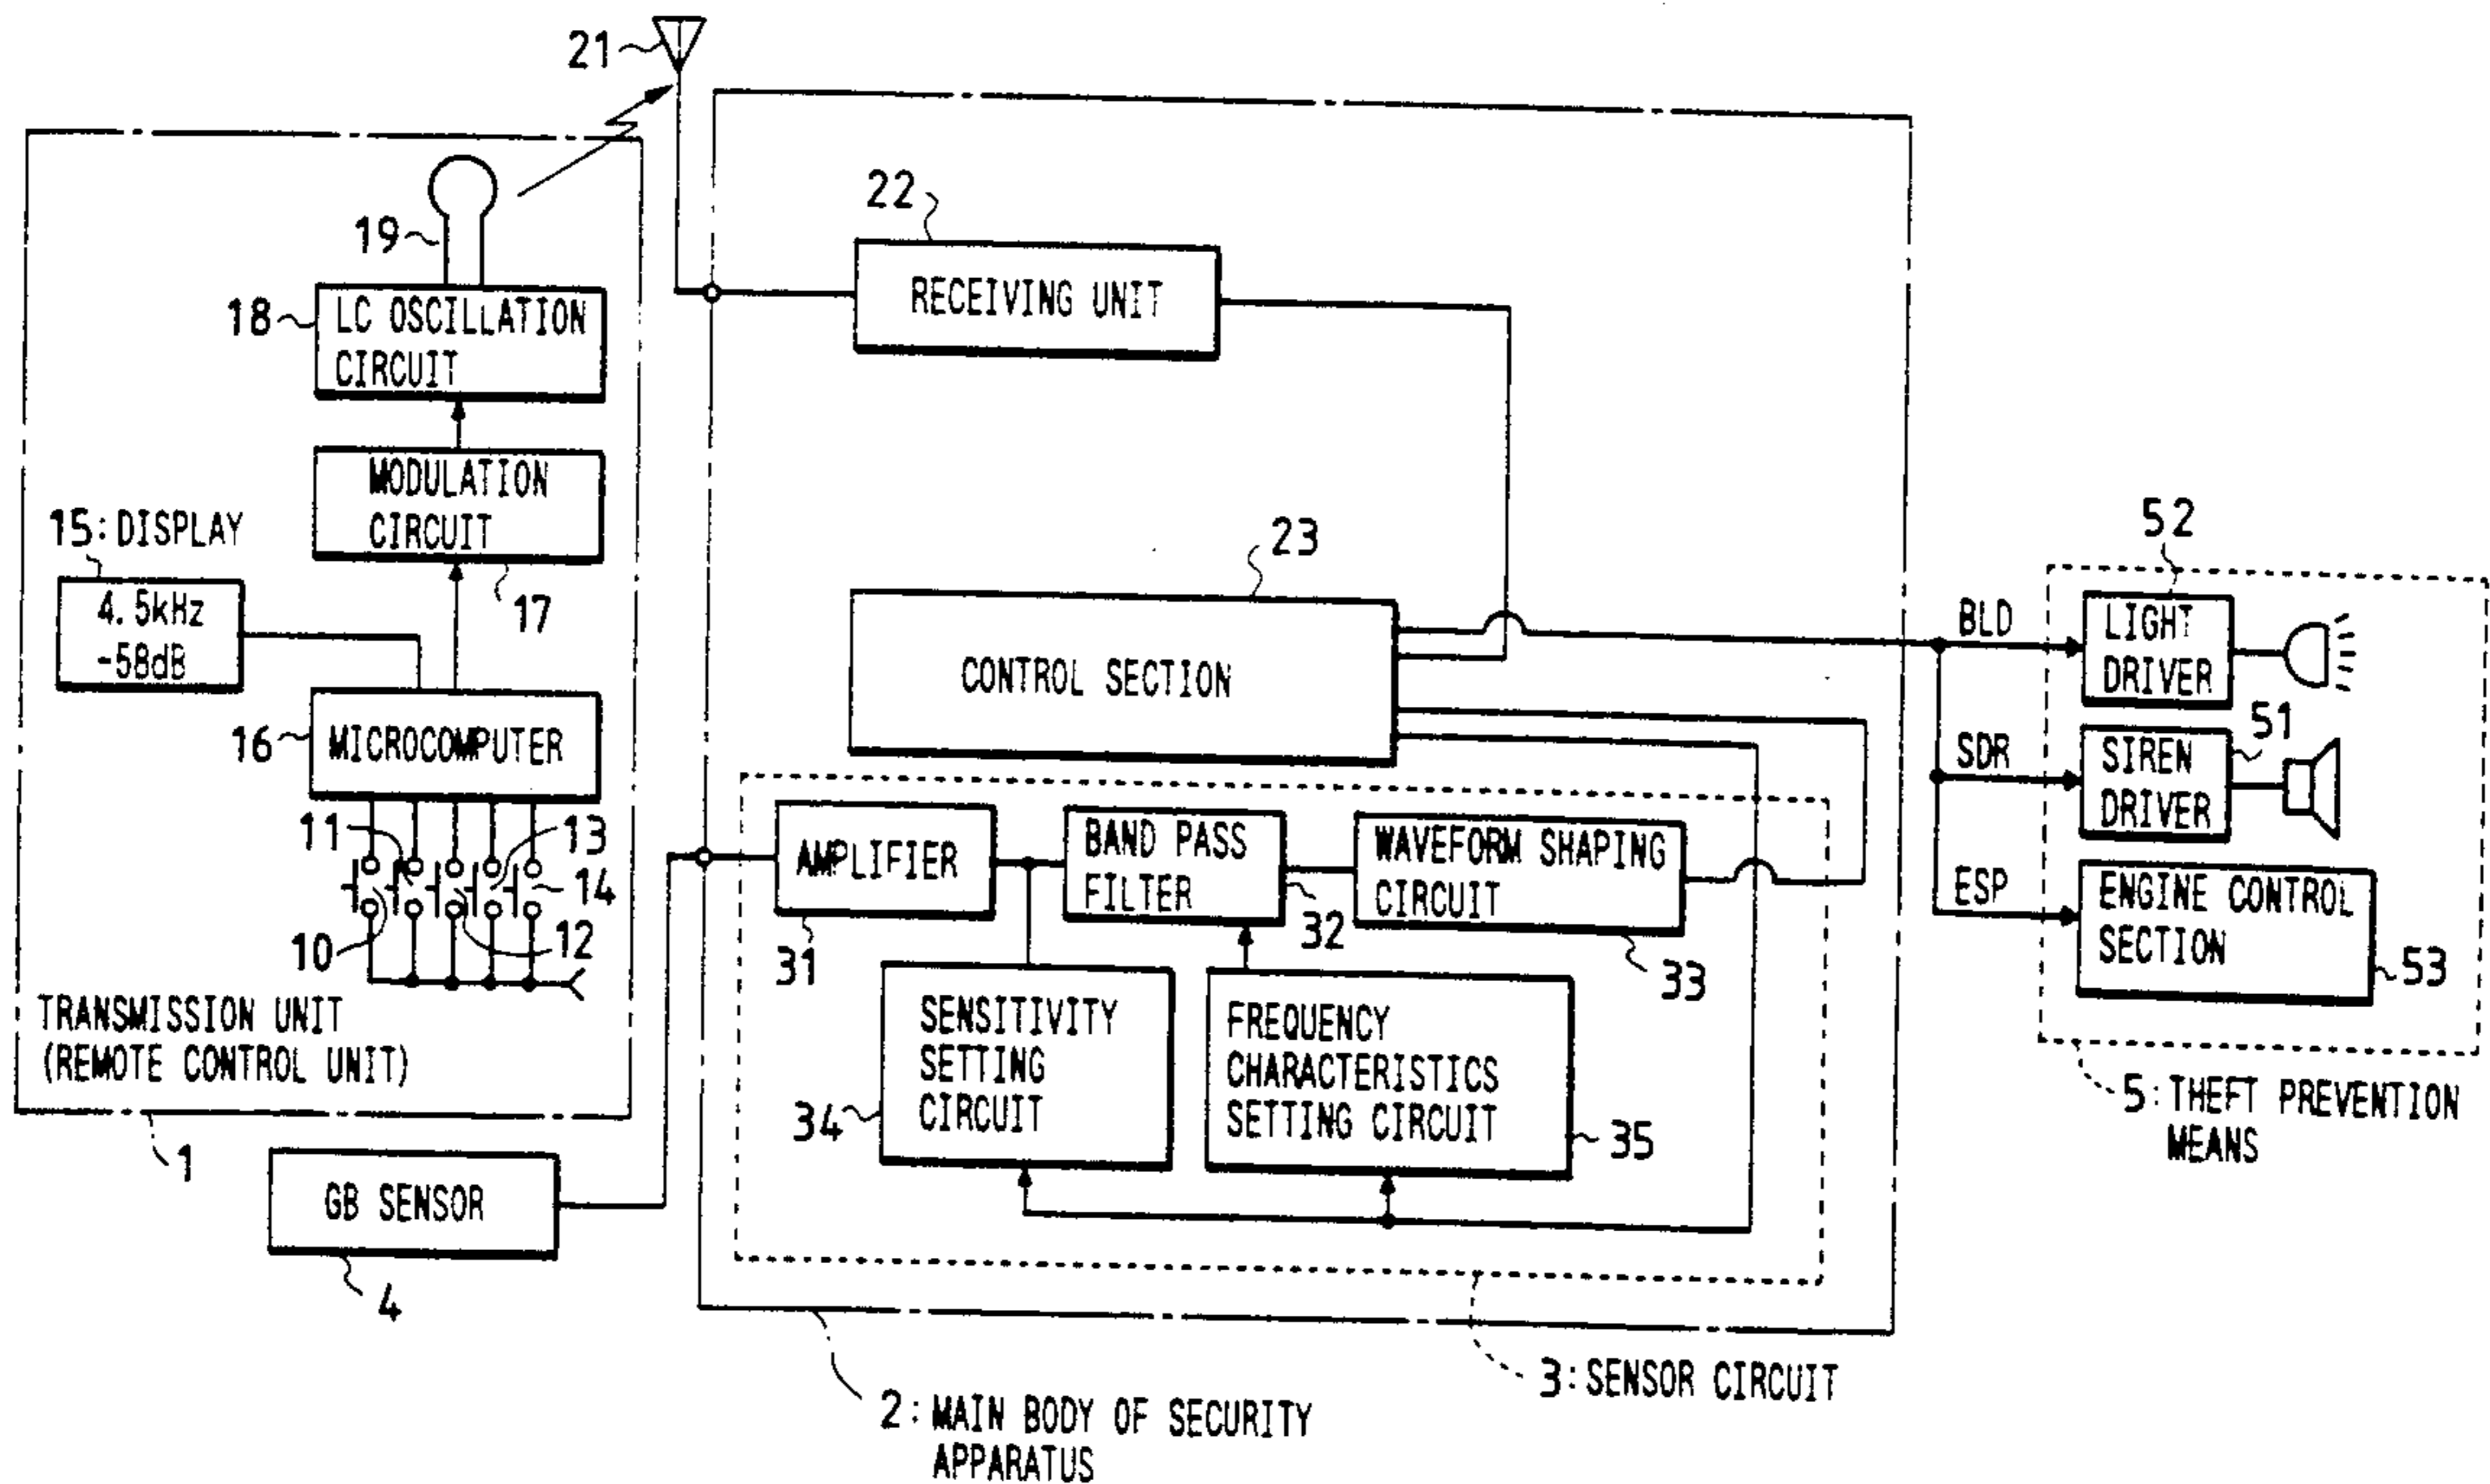 21
19
18
LC OSCILLATION
CIRCUIT
MODULATION
CIRCUIT
17
15: DISPLAY
4.5kHz
-58dB
16
MICROCOMPUTER
11
13
14
10
12
TRANSMISSION UNIT
(REMOTE CONTROL UNIT)
1
GB SENSOR
4
22
RECEIVING UNIT
23
CONTROL SECTION
AMPLIFIER
31
BAND PASS
FILTER
32
WAVEFORM SHAPING
CIRCUIT
33
SENSITIVITY
SETTING
CIRCUIT
34
FREQUENCY
CHARACTERISTICS
SETTING CIRCUIT
35
3: SENSOR CIRCUIT
2: MAIN BODY OF SECURITY
APPARATUS
BLD
52
LIGHT
DRIVER
SDR
51
SIREN
DRIVER
ESP
ENGINE CONTROL
SECTION
53
5: THEFT PREVENTION
MEANS